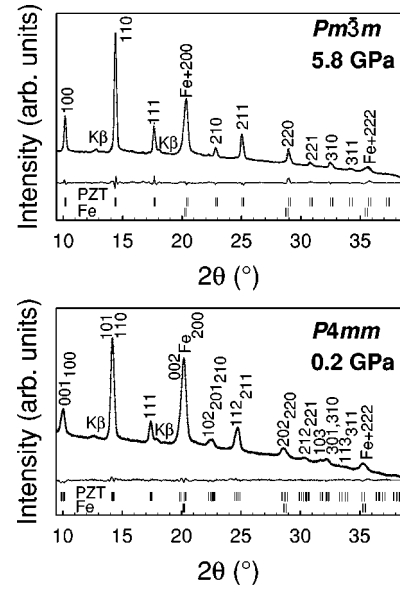 Pm3̄m
5.8 GPa
Intensity (arb. units)
100
Kβ
110
111
Kβ
Fe+200
210
211
220
221
310
311
Fe+222
PZT
Fe
10 15 20 25 30 35
2θ (°)
P4mm
0.2 GPa
Intensity (arb. units)
001 100
Kβ
101 110
111
Kβ
002 Fe 200
102 201 210
112 211
202 220
212 221
103
301,310
113 311
Fe+222
PZT
Fe
10 15 20 25 30 35
2θ (°)